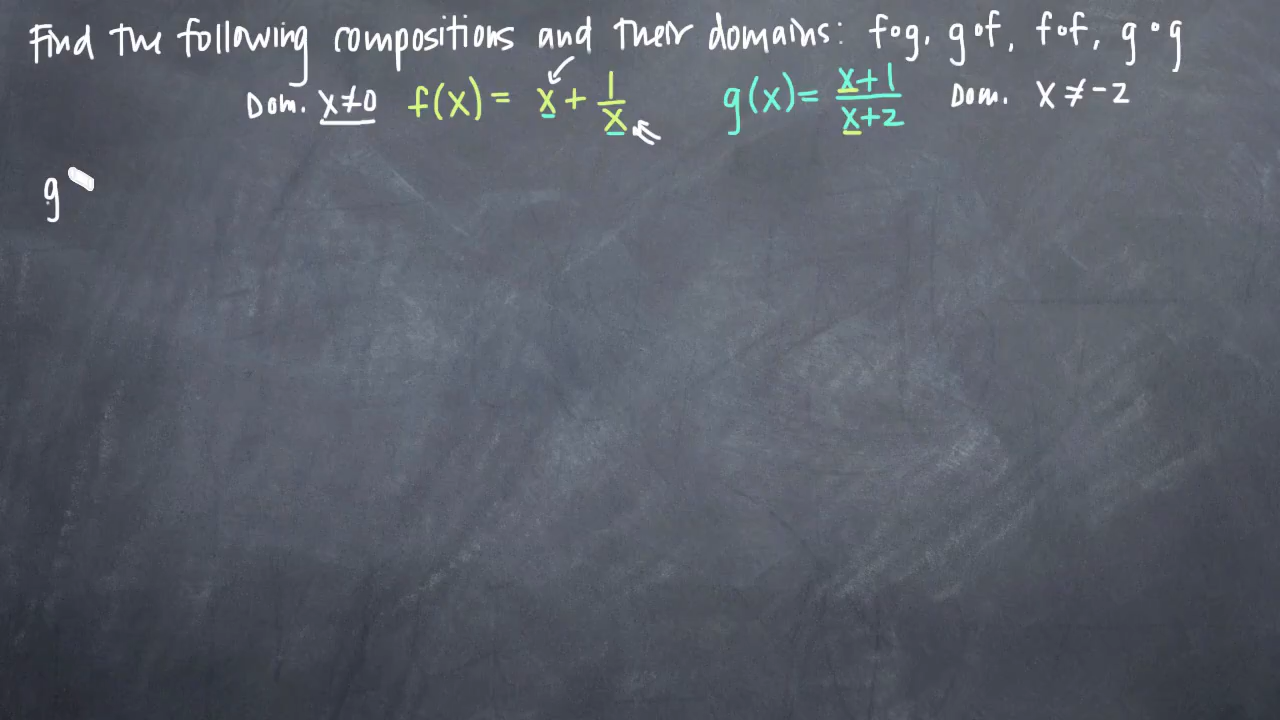 Find the following compositions and their domains: f∘g, g∘f, f∘f, g∘g
Dom. x≠0 f(x)= x+1/x g(x)= x+1/x+2 Dom. x≠-2
g